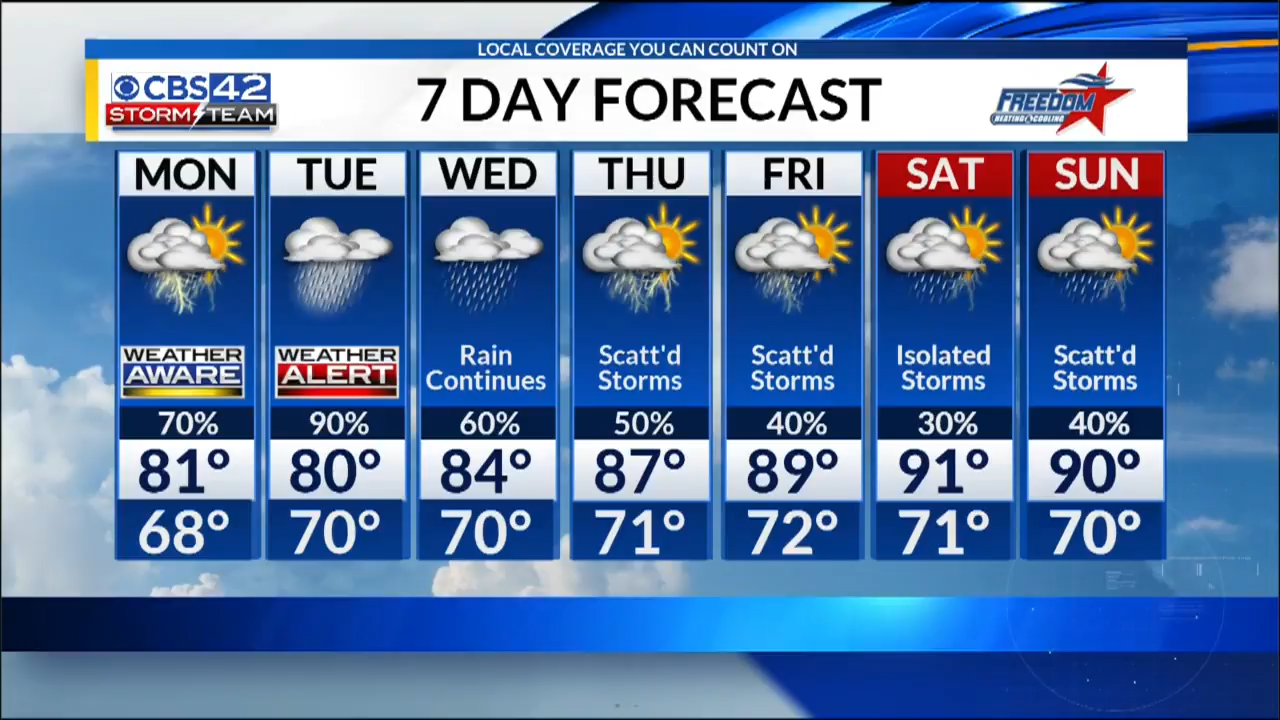 LOCAL COVERAGE YOU CAN COUNT ON
CBS 42
STORM TEAM
7 DAY FORECAST
FREEDOM
HEATING & COOLING
MON TUE WED THU FRI SAT SUN
WEATHER AWARE
WEATHER ALERT
Rain
Continues
Scatt'd
Storms
Scatt'd
Storms
Isolated
Storms
Scatt'd
Storms
70% 90% 60% 50% 40% 30% 40%
81° 80° 84° 87° 89° 91° 90°
68° 70° 70° 71° 72° 71° 70°